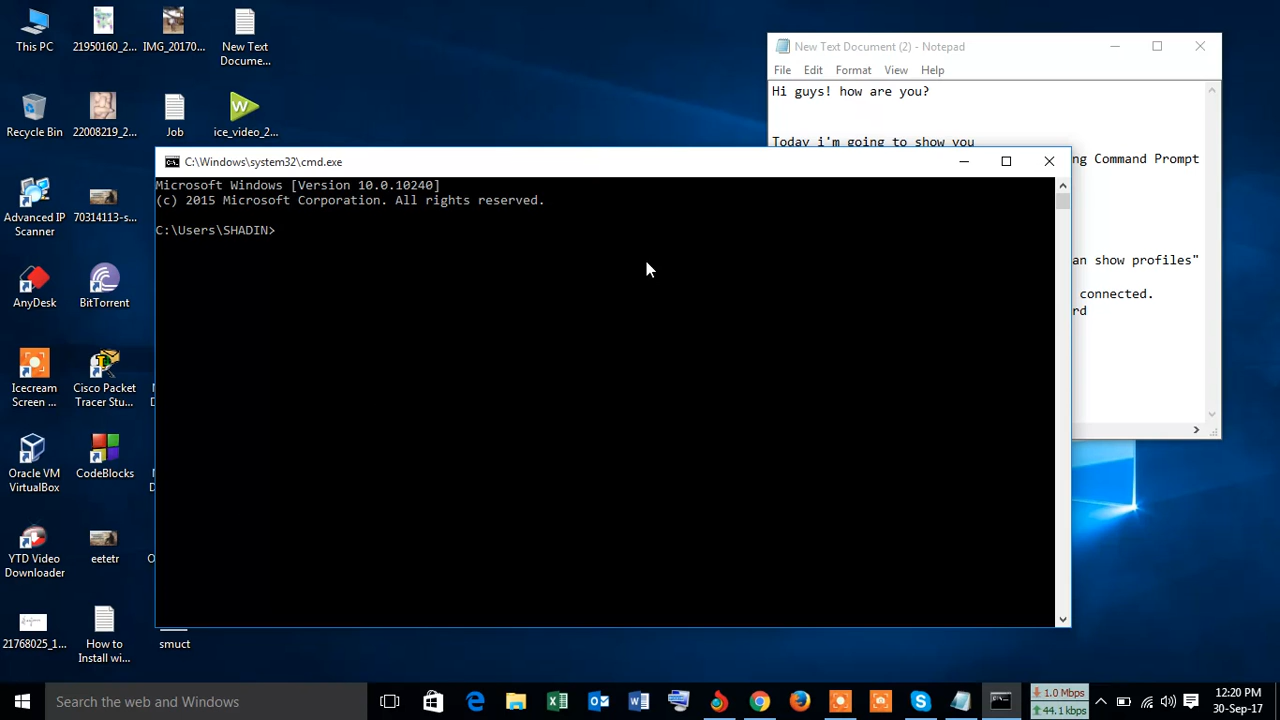 This PC
21950160_2...
IMG_20170...
New Text
Docume...
Recycle Bin
22008219_2...
Job
ice_video_2...
Advanced IP
Scanner
70314113-s...
AnyDesk
BitTorrent
Icecream
Screen ...
Cisco Packet
Tracer Stu...
Oracle VM
VirtualBox
CodeBlocks
YTD Video
Downloader
eetetr
21768025_1...
How to
Install wi...
smuct
New Text Document (2) - Notepad
File Edit Format View Help
Hi guys! how are you?
Today i'm going to show you
ng Command Prompt
an show profiles"
connected.
rd
C:\Windows\system32\cmd.exe
Microsoft Windows [Version 10.0.10240]
(c) 2015 Microsoft Corporation. All rights reserved.
C:\Users\SHADIN>
Search the web and Windows
1.0 Mbps
44.1 kbps
12:20 PM
30-Sep-17